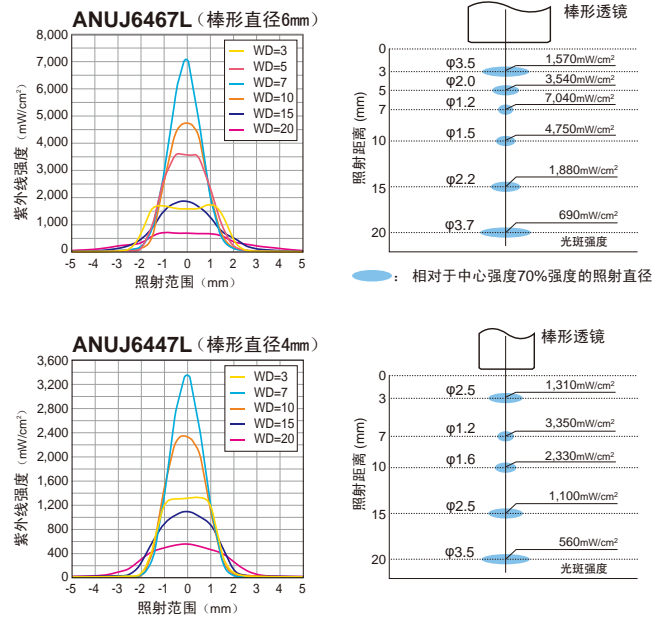 ANUJ6467L（棒形直径6mm）
紫外线强度（mW/cm²）
8,000
7,000
6,000
5,000
4,000
3,000
2,000
1,000
0
WD=3
WD=5
WD=7
WD=10
WD=15
WD=20
-5 -4 -3 -2 -1 0 1 2 3 4 5
照射范围（mm）
棒形透镜
照射距离 (mm)
0
φ3.5 1,570mW/cm²
3
φ2.0 3,540mW/cm²
5
φ1.2 7,040mW/cm²
7
φ1.5 4,750mW/cm²
10
φ2.2 1,880mW/cm²
15
φ3.7 690mW/cm²
20
光斑强度
： 相对于中心强度70%强度的照射直径
ANUJ6447L（棒形直径4mm）
紫外线强度（mW/cm²）
3,600
3,200
2,800
2,400
2,000
1,600
1,200
800
400
0
WD=3
WD=7
WD=10
WD=15
WD=20
-5 -4 -3 -2 -1 0 1 2 3 4 5
照射范围（mm）
棒形透镜
照射距离 (mm)
0
φ2.5 1,310mW/cm²
3
φ1.2 3,350mW/cm²
7
φ1.6 2,330mW/cm²
10
φ2.5 1,100mW/cm²
15
φ3.5 560mW/cm²
20
光斑强度